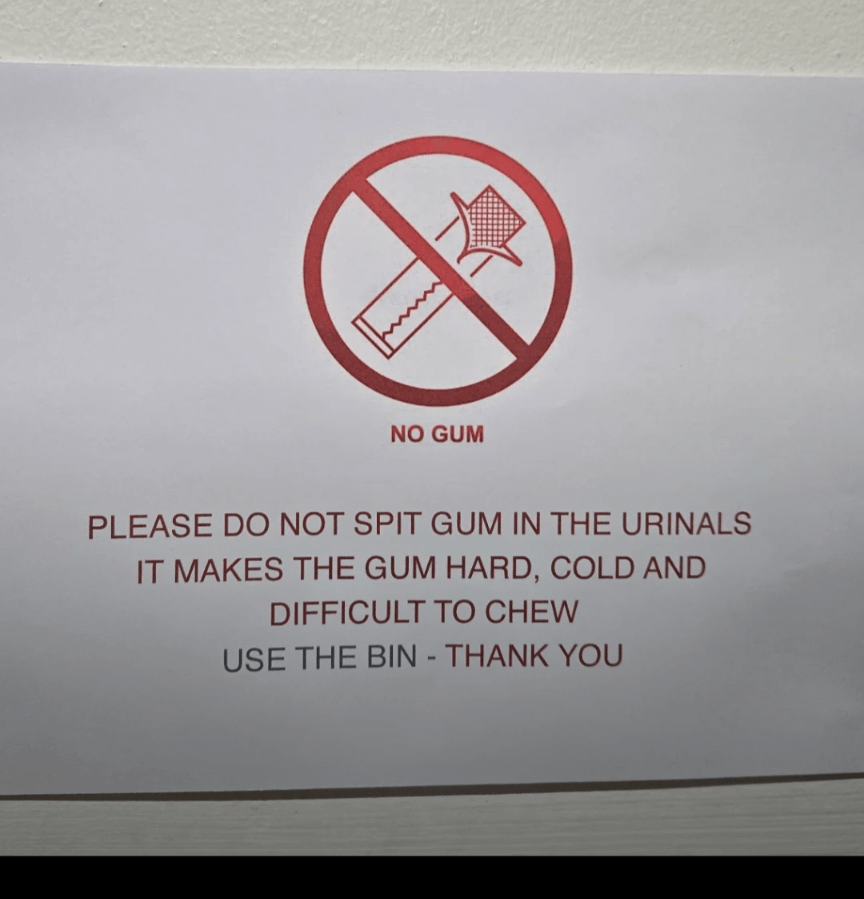 NO GUM
PLEASE DO NOT SPIT GUM IN THE URINALS
IT MAKES THE GUM HARD, COLD AND
DIFFICULT TO CHEW
USE THE BIN - THANK YOU